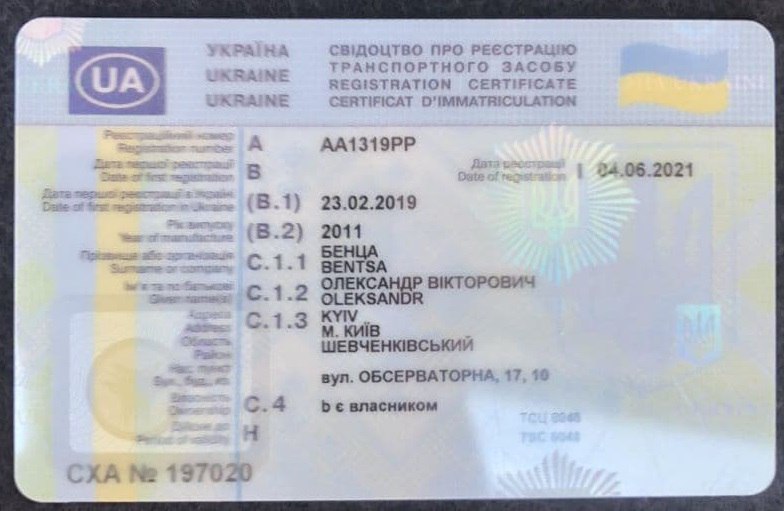 UA
УКРАЇНА
UKRAINE
UKRAINE
СВІДОЦТВО ПРО РЕЄСТРАЦІЮ
ТРАНСПОРТНОГО ЗАСОБУ
REGISTRATION CERTIFICATE
CERTIFICAT D'IMMATRICULATION
Реєстраційний номер
Registration number
A
AA1319PP
Дата першої реєстрації
Date of first registration
B
Дата реєстрації
Date of registration
I
04.06.2021
Дата першої реєстрації в Україні
Date of first registration in Ukraine
(B.1)
23.02.2019
Рік випуску
Year of manufacture
(B.2)
2011
Прізвище або організація
Surname or company
C.1.1
БЕНЦА
BENTSA
Ім'я та по батькові
Given name(s)
C.1.2
ОЛЕКСАНДР ВІКТОРОВИЧ
OLEKSANDR
Адреса
Address
Область
Район
Нас. пункт
Вул., буд., кв.
C.1.3
KYIV
М. КИЇВ
ШЕВЧЕНКІВСЬКИЙ
вул. ОБСЕРВАТОРНА, 17, 10
Власність
Ownership
C.4
b є власником
Дійсне до
Period of validity
H
ТСЦ 8048
TSC 8048
СХА № 197020